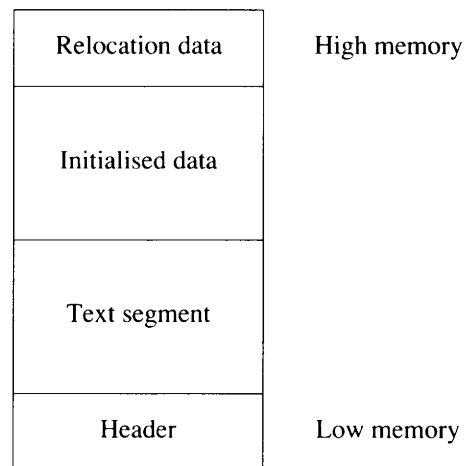 Relocation data High memory
Initialised data
Text segment
Header Low memory